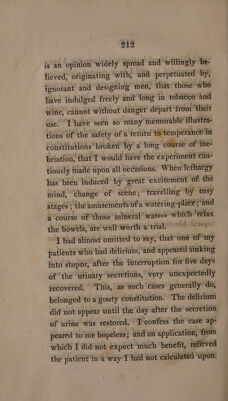 212
is an opinion widely spread and willingly be-
lieved, originating with, and perpetuated by,
ignorant and designing men, that those who
have indulged freely and long in tobacco and
wine, cannot without danger depart from their
use. I have seen so many memorable illustra-
tions of the safety of a return to temperance in
constitutions broken by a long course of ine-
briation, that I would have the experiment cau-
tiously made upon all occasions. When lethargy
has been induced by great excitement of the
mind, change of scene; travelling by easy
stages; the amusements of a watering-place; and
a course of those mineral waters which relax
the bowels, are well worth a trial.
I had almost omitted to say, that one of my
patients who had delirium, and appeared sinking
into stupor, after the interruption for five days
of the urinary secretions, very unexpectedly
recovered. This, as such cases generally do,
belonged to a gouty constitution. The delirium
did not appear until the day after the secretion
of urine was restored. I confess the case ap-
peared to me hopeless; and an application, from
which I did not expect much benefit, relieved
the patient in a way I had not calculated upon.